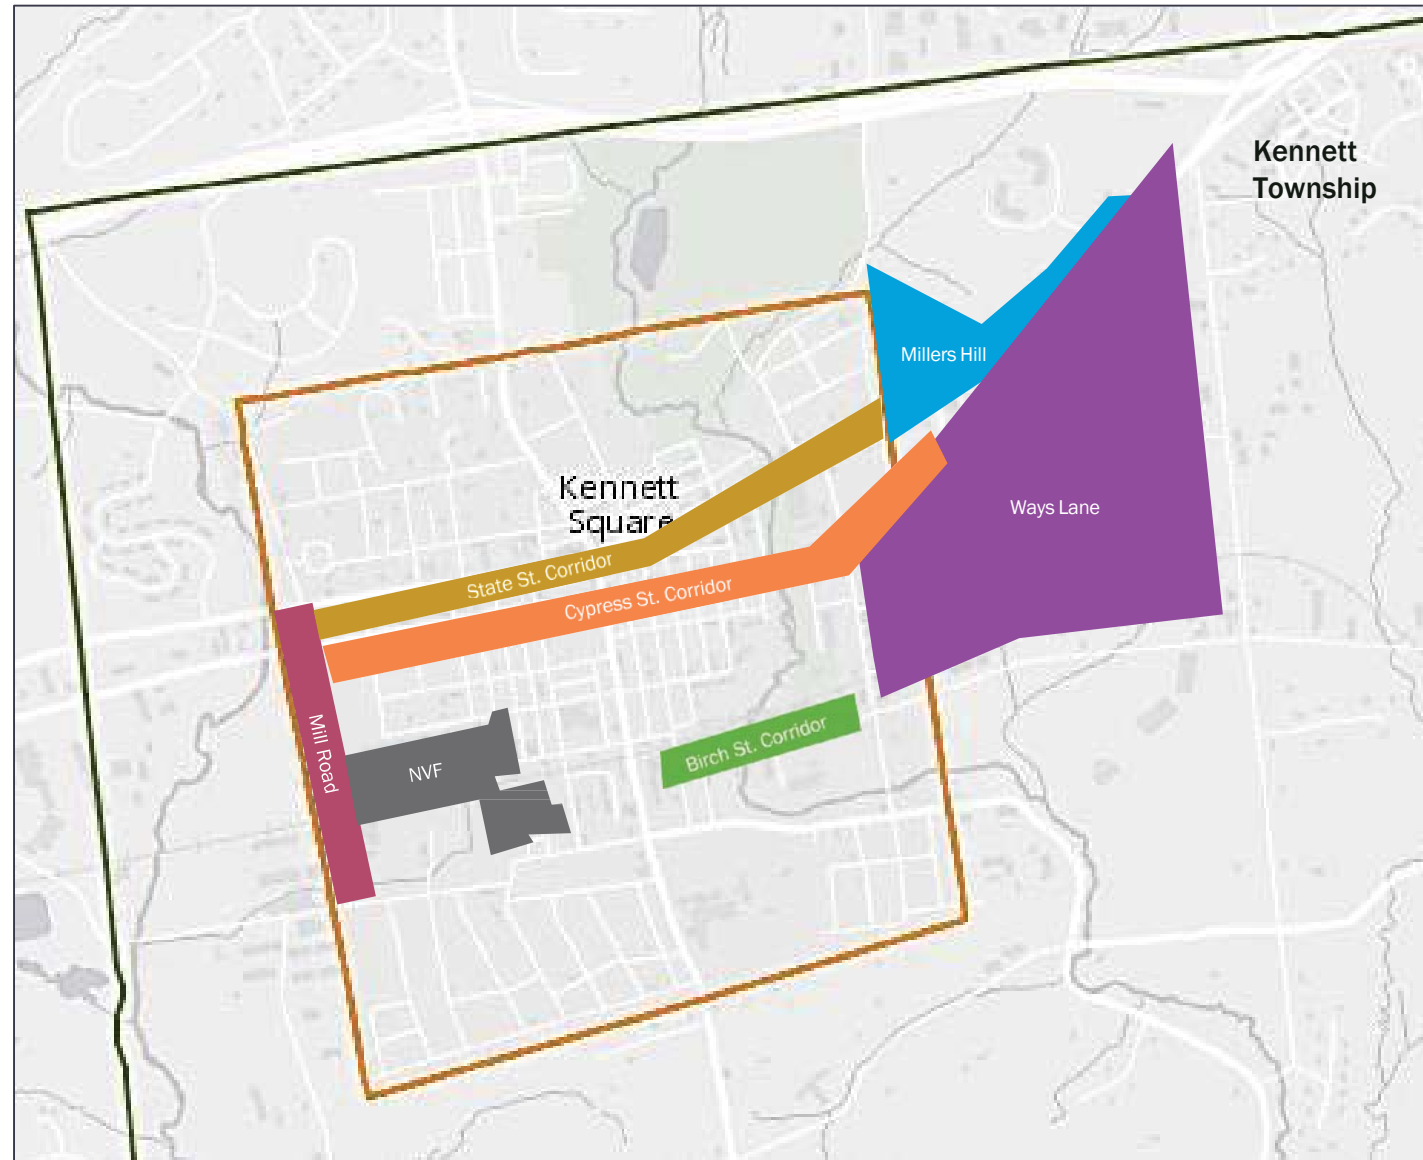 Kennett
Township
Millers Hill
Kennett
Square
Ways Lane
State St. Corridor
Cypress St. Corridor
Mill Road
NVF
Birch St. Corridor